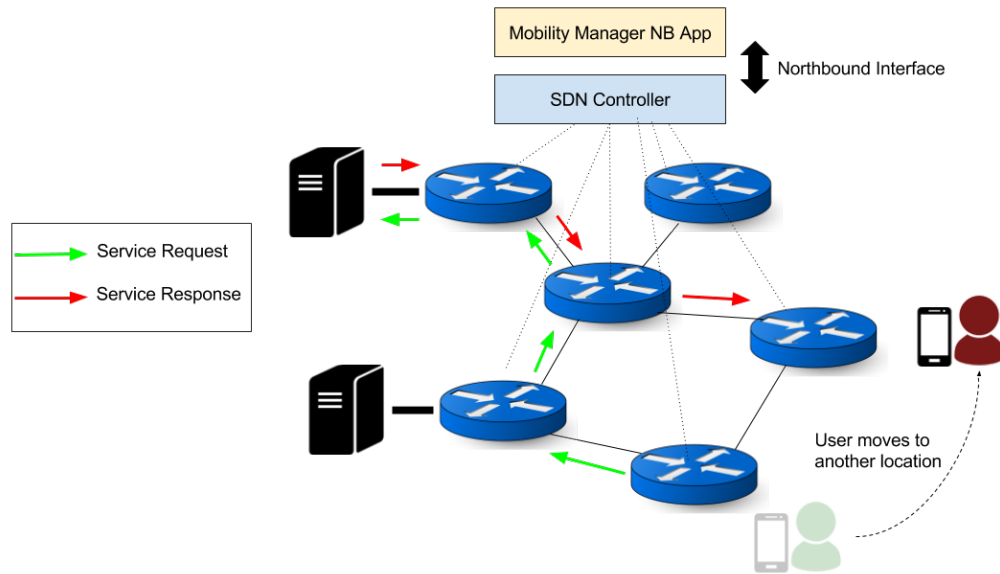 Mobility Manager NB App
Northbound Interface
SDN Controller
Service Request
Service Response
User moves to
another location